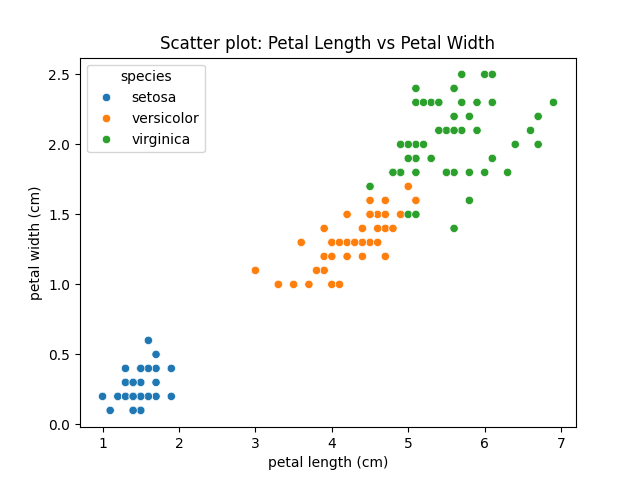 Scatter plot: Petal Length vs Petal Width
species
setosa
versicolor
virginica
2.5
2.0
1.5
1.0
0.5
0.0
petal width (cm)
1 2 3 4 5 6 7
petal length (cm)